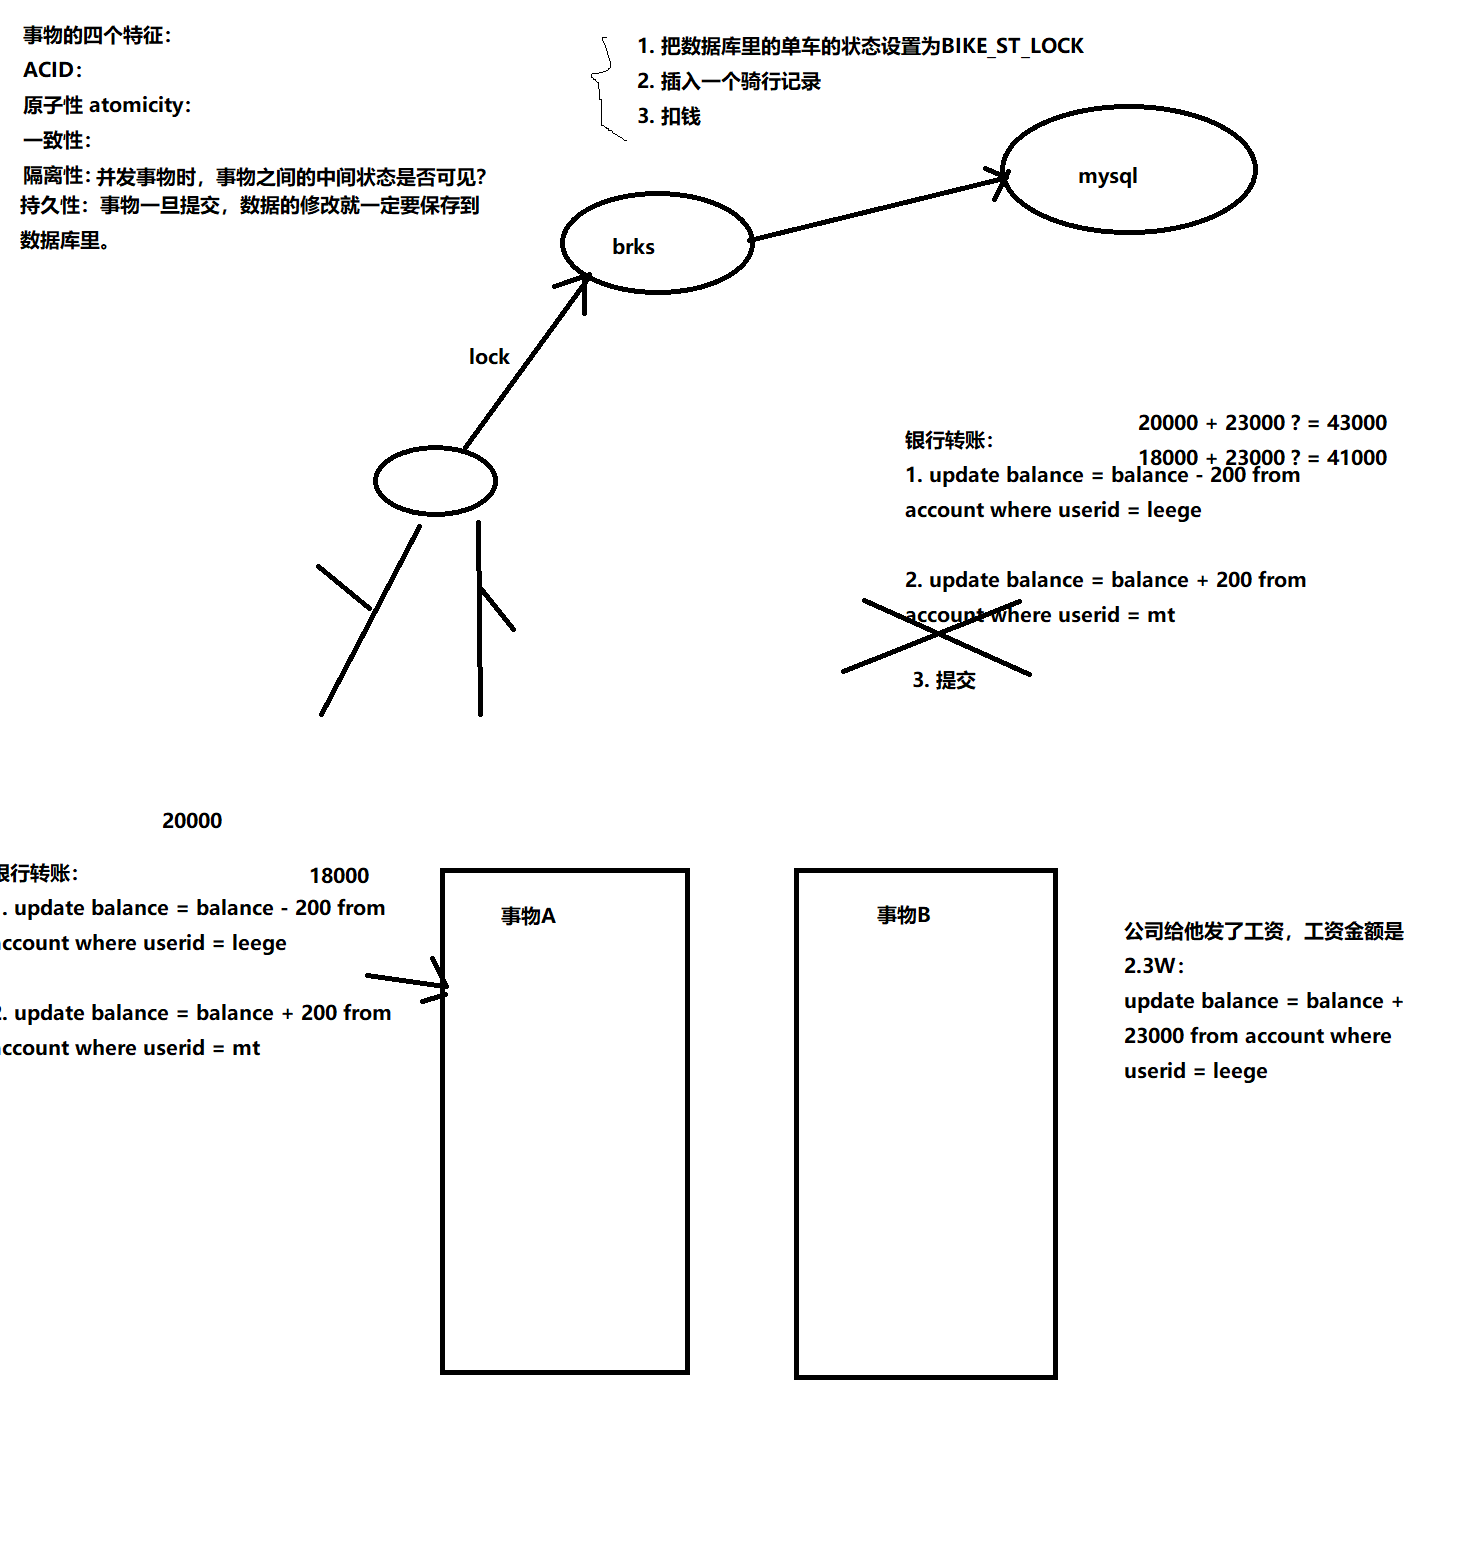 事物的四个特征：
ACID：
原子性 atomicity：
一致性：
隔离性：并发事物时，事物之间的中间状态是否可见？
持久性：事物一旦提交，数据的修改就一定要保存到
数据库里。
1. 把数据库里的单车的状态设置为BIKE_ST_LOCK
2. 插入一个骑行记录
3. 扣钱
mysql
brks
lock
20000 + 23000 ? = 43000
18000 + 23000 ? = 41000
银行转账：
1. update balance = balance - 200 from
account where userid = leege
2. update balance = balance + 200 from
account where userid = mt
3. 提交
20000
18000
银行转账：
. update balance = balance - 200 from
account where userid = leege
2. update balance = balance + 200 from
account where userid = mt
事物A
事物B
公司给他发了工资，工资金额是
2.3W：
update balance = balance +
23000 from account where
userid = leege